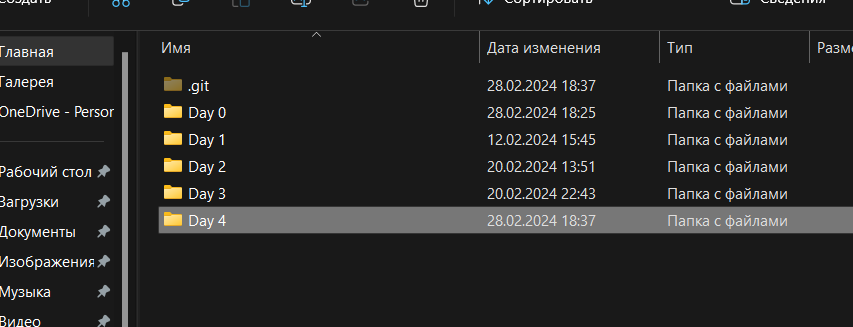 Создать
Сортировать
Сведения
Главная
Галерея
OneDrive - Person
Рабочий стол
Загрузки
Документы
Изображения
Музыка
Видео
Имя Дата изменения Тип Разм
.git 28.02.2024 18:37 Папка с файлами
Day 0 28.02.2024 18:25 Папка с файлами
Day 1 12.02.2024 15:45 Папка с файлами
Day 2 20.02.2024 13:51 Папка с файлами
Day 3 20.02.2024 22:43 Папка с файлами
Day 4 28.02.2024 18:37 Папка с файлами